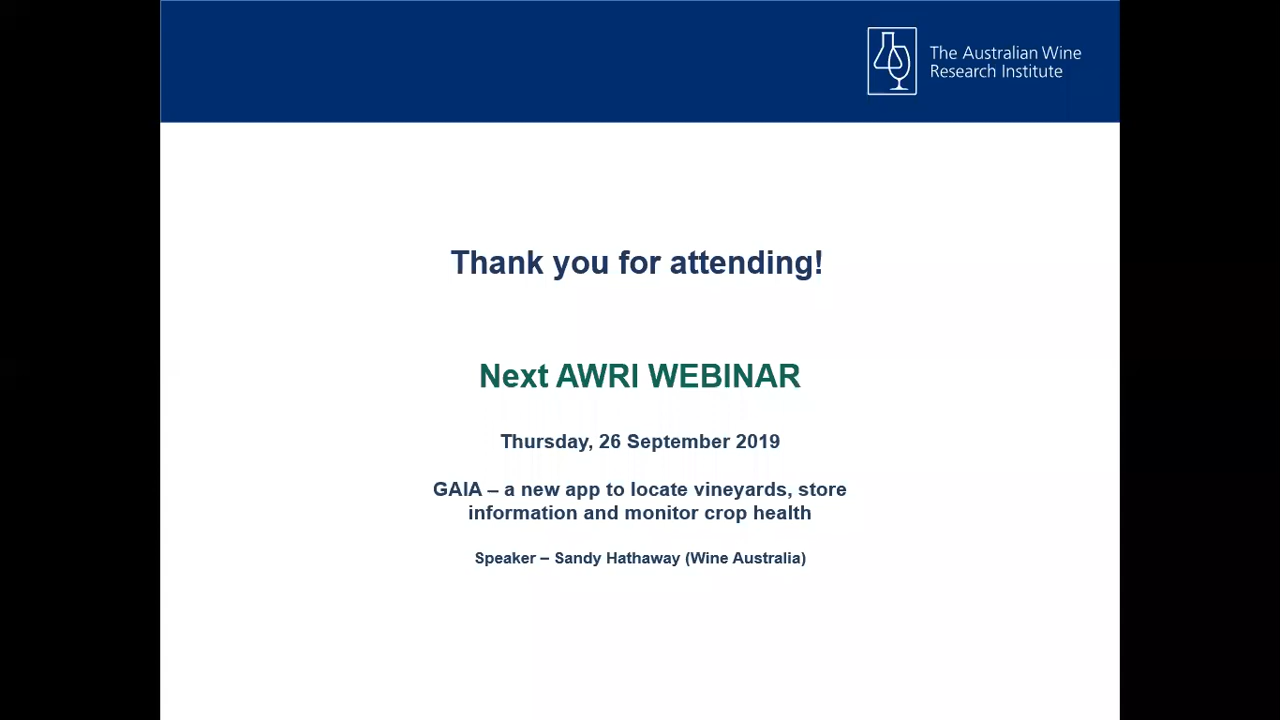 The Australian Wine
Research Institute
Thank you for attending!
Next AWRI WEBINAR
Thursday, 26 September 2019
GAIA – a new app to locate vineyards, store
information and monitor crop health
Speaker – Sandy Hathaway (Wine Australia)